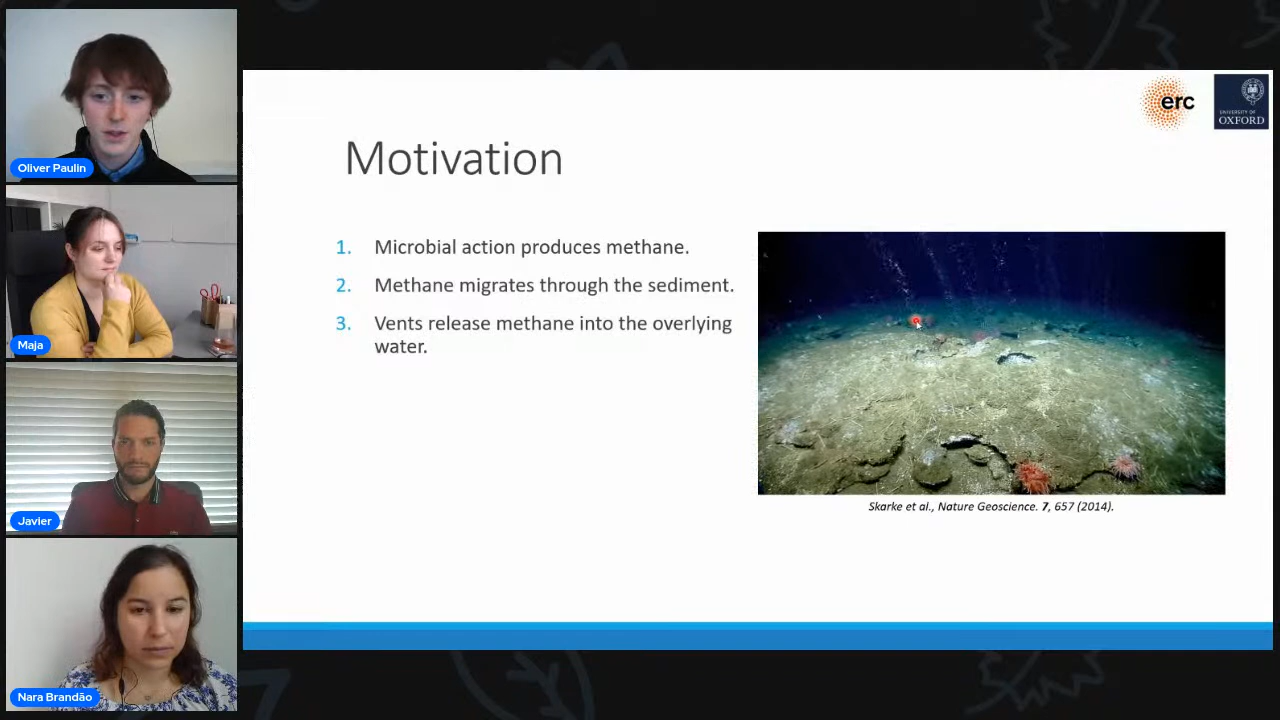 Oliver Paulin
Maja
Javier
Nara Brandão
erc
UNIVERSITY OF
OXFORD
Motivation
1. Microbial action produces methane.
2. Methane migrates through the sediment.
3. Vents release methane into the overlying
water.
Skarke et al., Nature Geoscience. 7, 657 (2014).